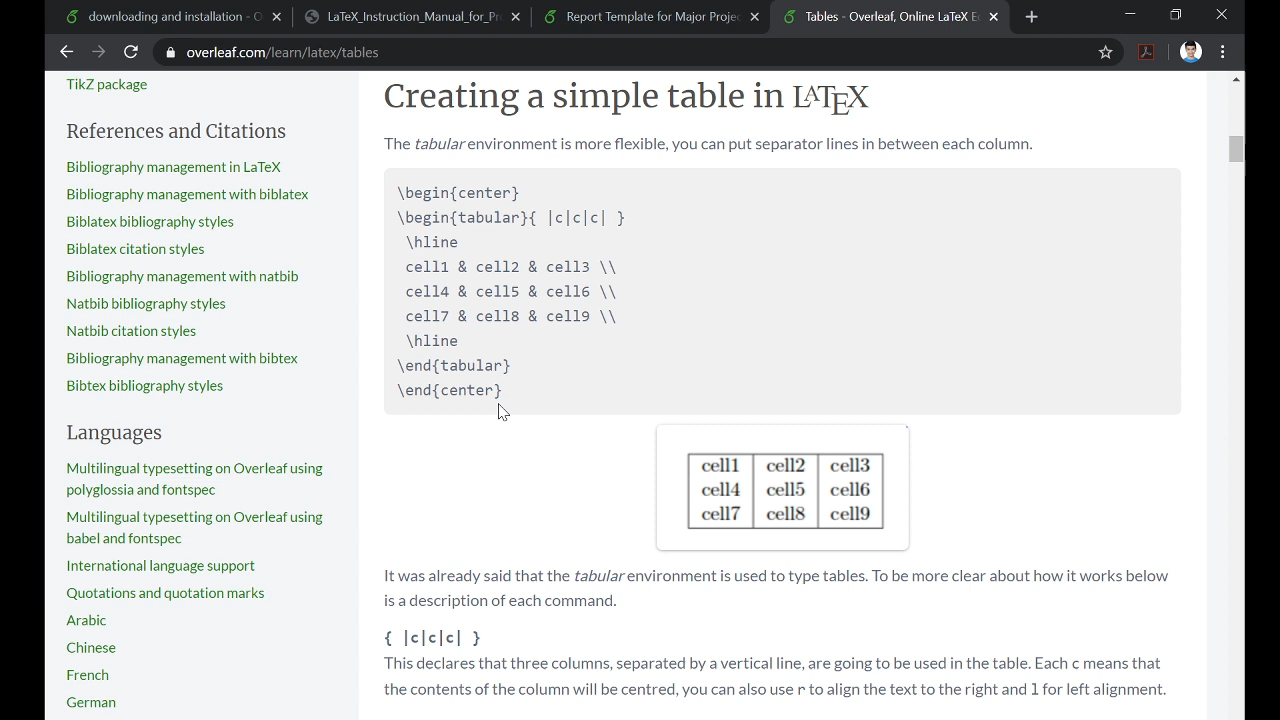 downloading and installation - O
LaTeX_Instruction_Manual_for_Pr
Report Template for Major Projec
Tables - Overleaf, Online LaTeX Ed
overleaf.com/learn/latex/tables
TikZ package
References and Citations
Bibliography management in LaTeX
Bibliography management with biblatex
Biblatex bibliography styles
Biblatex citation styles
Bibliography management with natbib
Natbib bibliography styles
Natbib citation styles
Bibliography management with bibtex
Bibtex bibliography styles
Languages
Multilingual typesetting on Overleaf using
polyglossia and fontspec
Multilingual typesetting on Overleaf using
babel and fontspec
International language support
Quotations and quotation marks
Arabic
Chinese
French
German
Creating a simple table in LATEX
The tabular environment is more flexible, you can put separator lines in between each column.
\begin{center}
\begin{tabular}{ |c|c|c| }
\hline
cell1 & cell2 & cell3 \\
cell4 & cell5 & cell6 \\
cell7 & cell8 & cell9 \\
\hline
\end{tabular}
\end{center}
cell1 cell2 cell3
cell4 cell5 cell6
cell7 cell8 cell9
It was already said that the tabular environment is used to type tables. To be more clear about how it works below
is a description of each command.
{ |c|c|c| }
This declares that three columns, separated by a vertical line, are going to be used in the table. Each c means that
the contents of the column will be centred, you can also use r to align the text to the right and l for left alignment.